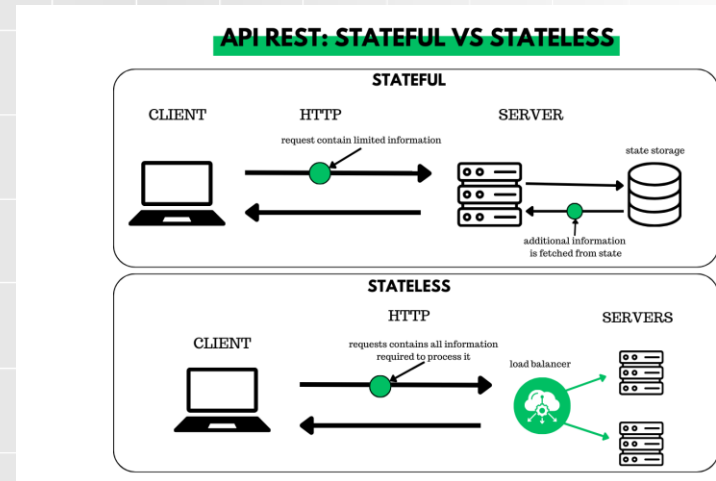 API REST: STATEFUL VS STATELESS
STATEFUL
CLIENT
HTTP
SERVER
request contain limited information
state storage
additional information
is fetched from state
STATELESS
HTTP
SERVERS
CLIENT
requests contains all information
required to process it
load balancer